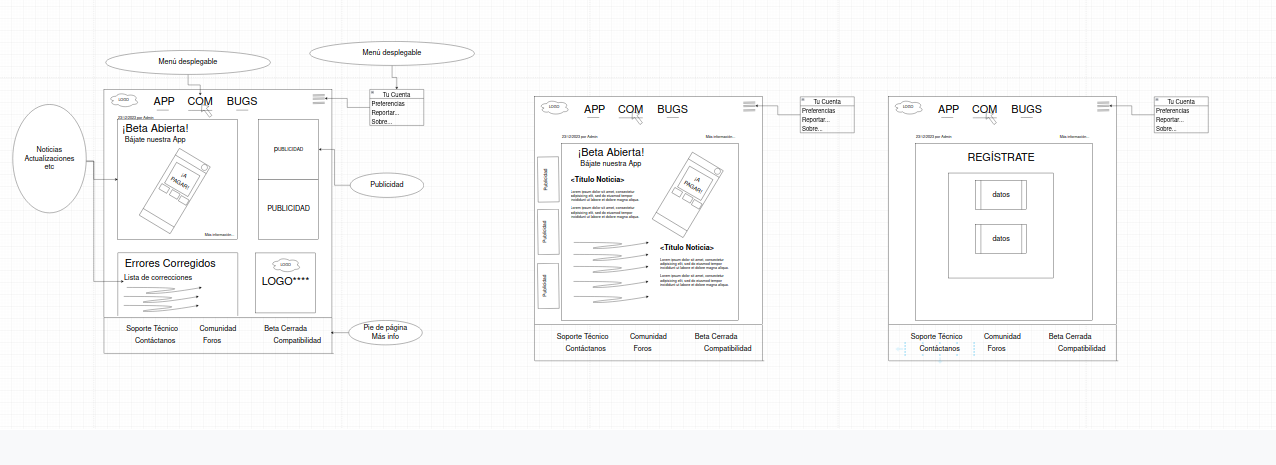 Menú desplegable
Menú desplegable
Noticias
Actualizaciones
etc
LOGO
APP COM BUGS
Tu Cuenta
Preferencias
Reportar...
Sobre...
23/12/2023 por Admin
¡Beta Abierta!
Bájate nuestra App
¡A
PAGAR!
Más información...
PUBLICIDAD
PUBLICIDAD
Publicidad
Errores Corregidos
Lista de correcciones
LOGO
LOGO****
Soporte Técnico Comunidad Beta Cerrada
Contáctanos Foros Compatibilidad
Pie de página
Más info
LOGO
APP COM BUGS
Tu Cuenta
Preferencias
Reportar...
Sobre...
23/12/2023 por Admin
Más información...
Publicidad
Publicidad
Publicidad
¡Beta Abierta!
Bájate nuestra App
¡A
PAGAR!
<Título Noticia>
Lorem ipsum dolor sit amet, consectetur
adipiscing elit, sed do eiusmod tempor
incididunt ut labore et dolore magna aliqua.
Lorem ipsum dolor sit amet, consectetur
adipiscing elit, sed do eiusmod tempor
incididunt ut labore et dolore magna aliqua.
<Título Noticia>
Lorem ipsum dolor sit amet, consectetur
adipiscing elit, sed do eiusmod tempor
incididunt ut labore et dolore magna aliqua.
Lorem ipsum dolor sit amet, consectetur
adipiscing elit, sed do eiusmod tempor
incididunt ut labore et dolore magna aliqua.
Soporte Técnico Comunidad Beta Cerrada
Contáctanos Foros Compatibilidad
LOGO
APP COM BUGS
Tu Cuenta
Preferencias
Reportar...
Sobre...
23/12/2023 por Admin
Más información...
REGÍSTRATE
datos
datos
Soporte Técnico Comunidad Beta Cerrada
Contáctanos Foros Compatibilidad